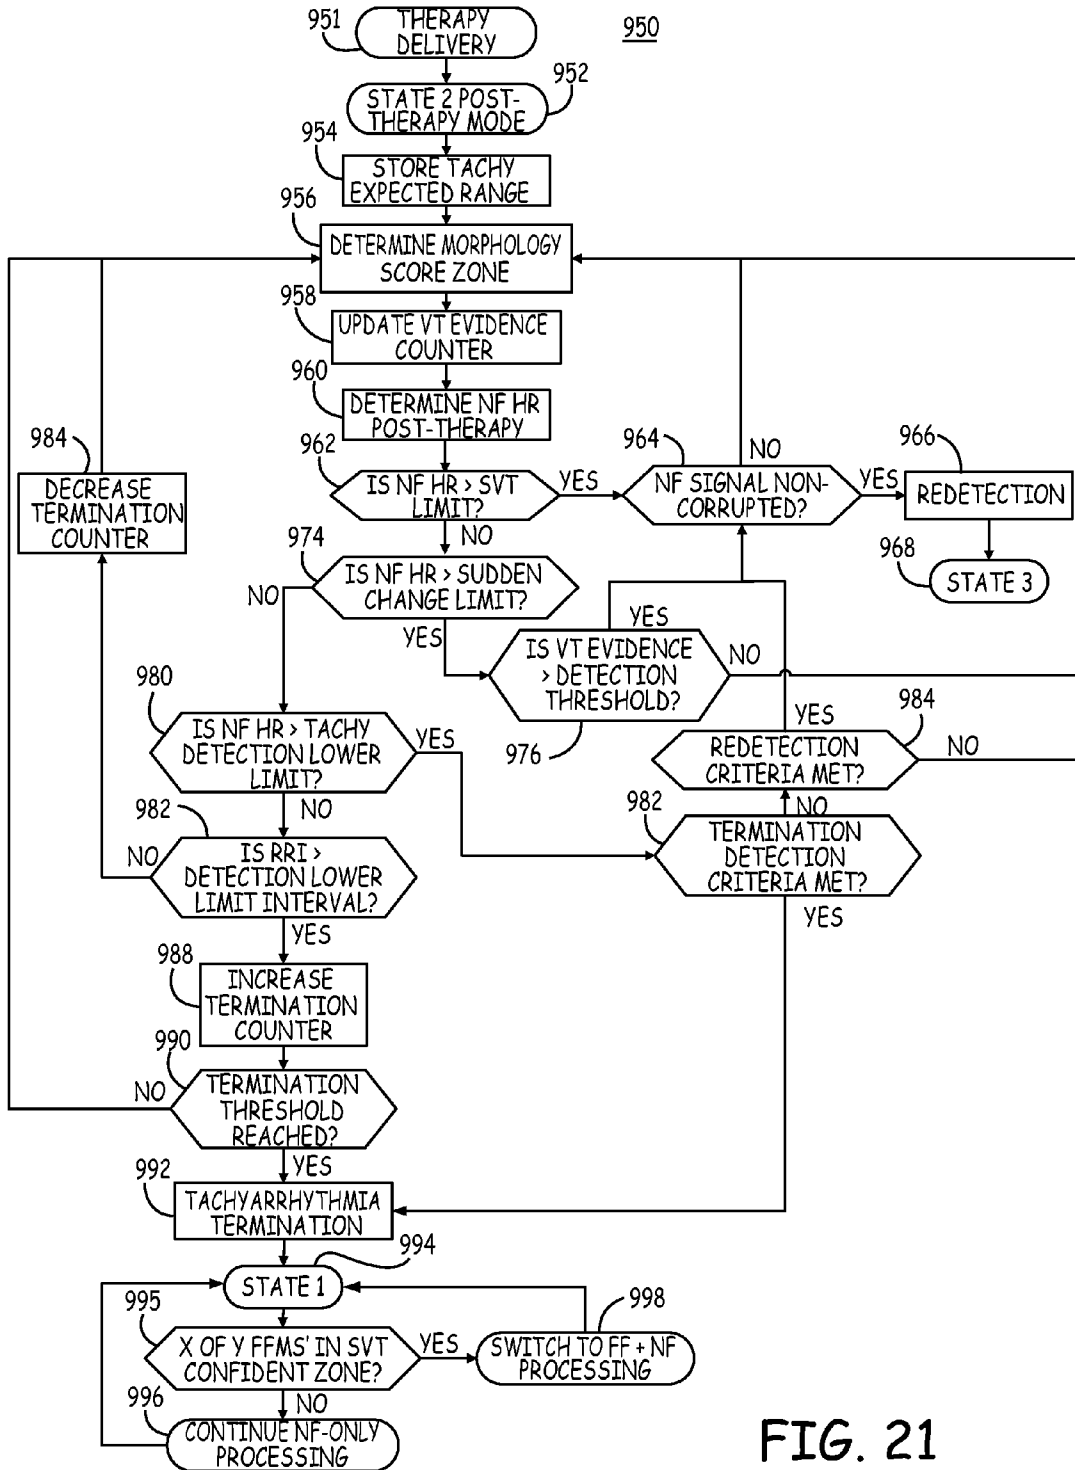 951
THERAPY
DELIVERY
950
952
STATE 2 POST-
THERAPY MODE
954
STORE TACHY
EXPECTED RANGE
956
DETERMINE MORPHOLOGY
SCORE ZONE
958
UPDATE VT EVIDENCE
COUNTER
960
DETERMINE NF HR
POST-THERAPY
962
IS NF HR > SVT
LIMIT?
YES
NO
964
NF SIGNAL NON-
CORRUPTED?
NO
YES
966
REDETECTION
968
STATE 3
984
DECREASE
TERMINATION
COUNTER
974
IS NF HR > SUDDEN
CHANGE LIMIT?
NO
YES
YES
IS VT EVIDENCE
> DETECTION
THRESHOLD?
NO
976
980
IS NF HR > TACHY
DETECTION LOWER
LIMIT?
YES
NO
YES
984
REDETECTION
CRITERIA MET?
NO
982
IS RRI >
DETECTION LOWER
LIMIT INTERVAL?
NO
YES
982
NO
TERMINATION
DETECTION
CRITERIA MET?
YES
988
INCREASE
TERMINATION
COUNTER
990
NO
TERMINATION
THRESHOLD
REACHED?
YES
992
TACHYARRHYTHMIA
TERMINATION
994
STATE 1
995
X OF Y FFMS' IN SVT
CONFIDENT ZONE?
YES
NO
998
SWITCH TO FF + NF
PROCESSING
996
CONTINUE NF-ONLY
PROCESSING
FIG. 21